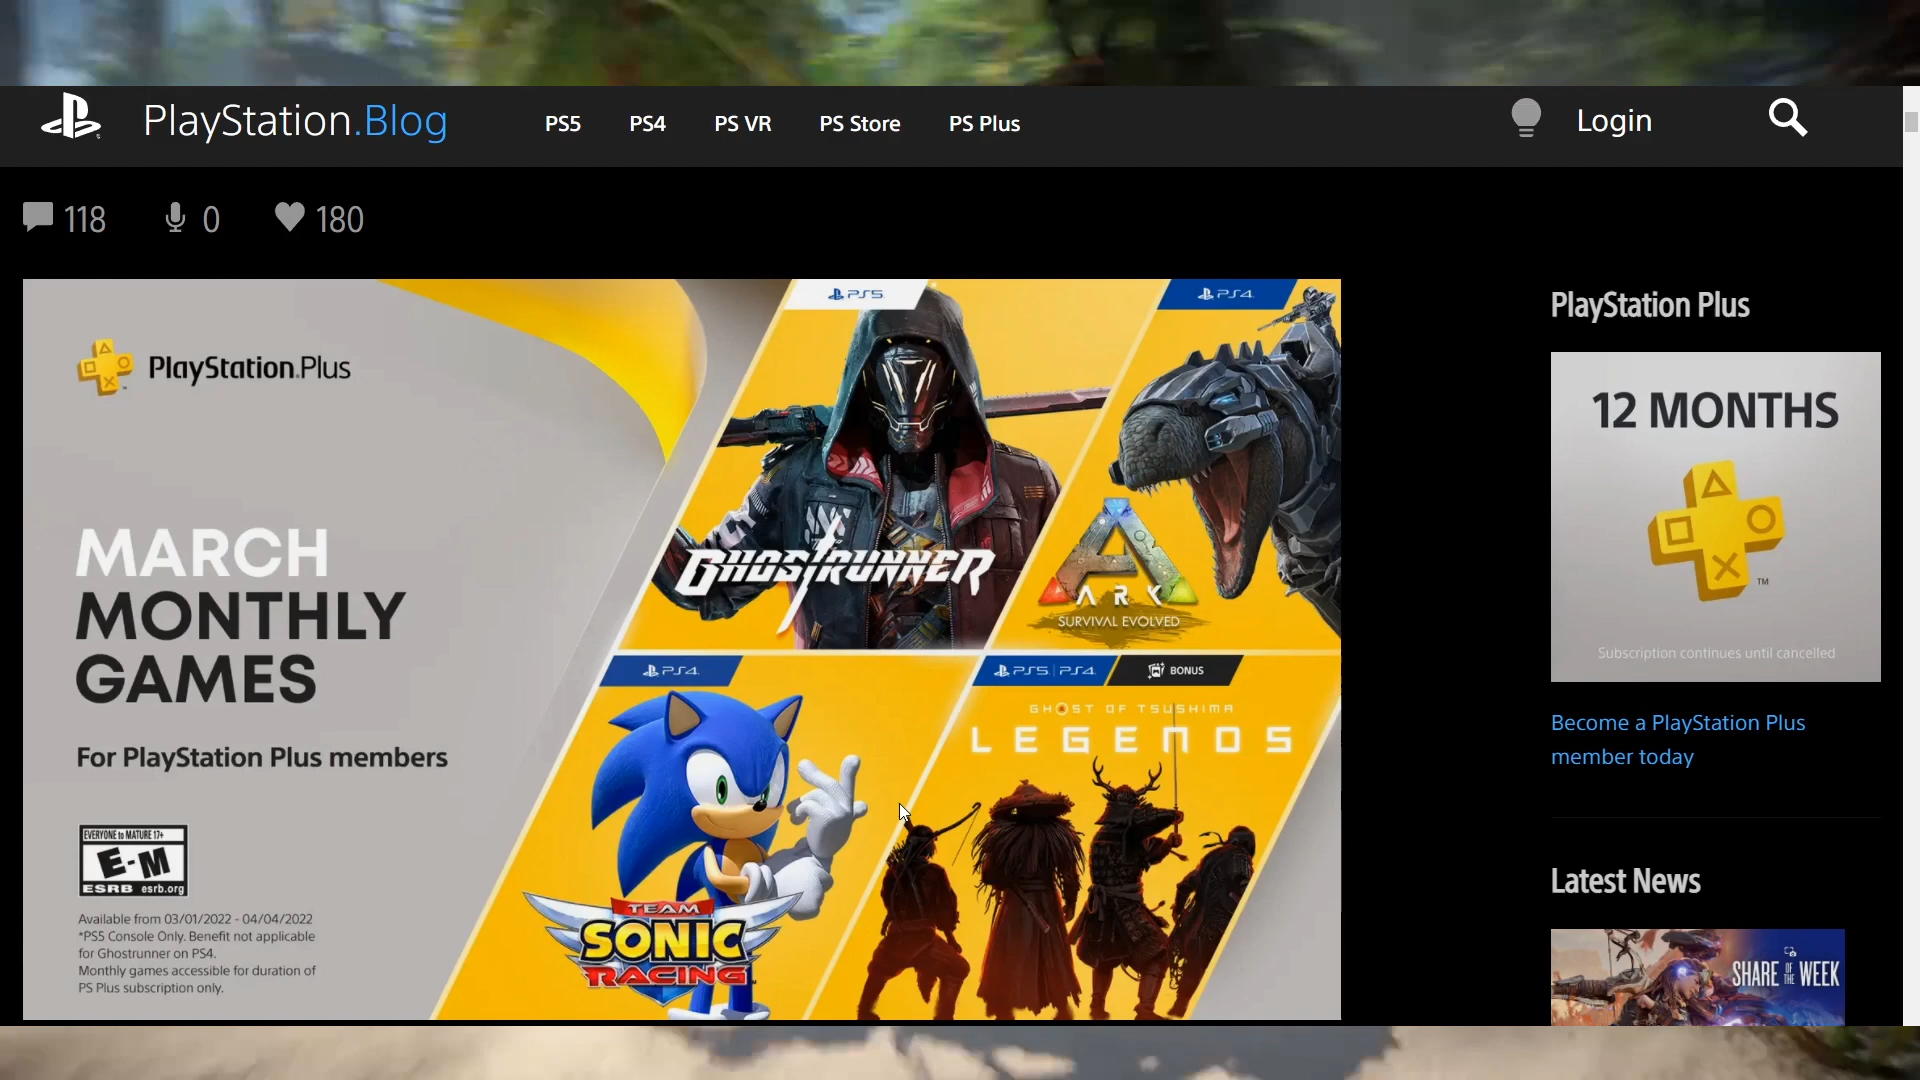 PlayStation.Blog
PS5
PS4
PS VR
PS Store
PS Plus
Login
118
0
180
PlayStation.Plus
MARCH
MONTHLY
GAMES
For PlayStation Plus members
EVERYONE to MATURE 17+
E-M
ESRB esrb.org
Available from 03/01/2022 - 04/04/2022
*PS5 Console Only. Benefit not applicable
for Ghostrunner on PS4.
Monthly games accessible for duration of
PS Plus subscription only.
PS5
GHOSTRUNNER
PS4
ARK
SURVIVAL EVOLVED
PS4
TEAM
SONIC
RACING
PS5 | PS4
BONUS
GHOST OF TSUSHIMA
LEGENDS
PlayStation Plus
12 MONTHS
TM
Subscription continues until cancelled
Become a PlayStation Plus
member today
Latest News
SHARE OF THE WEEK